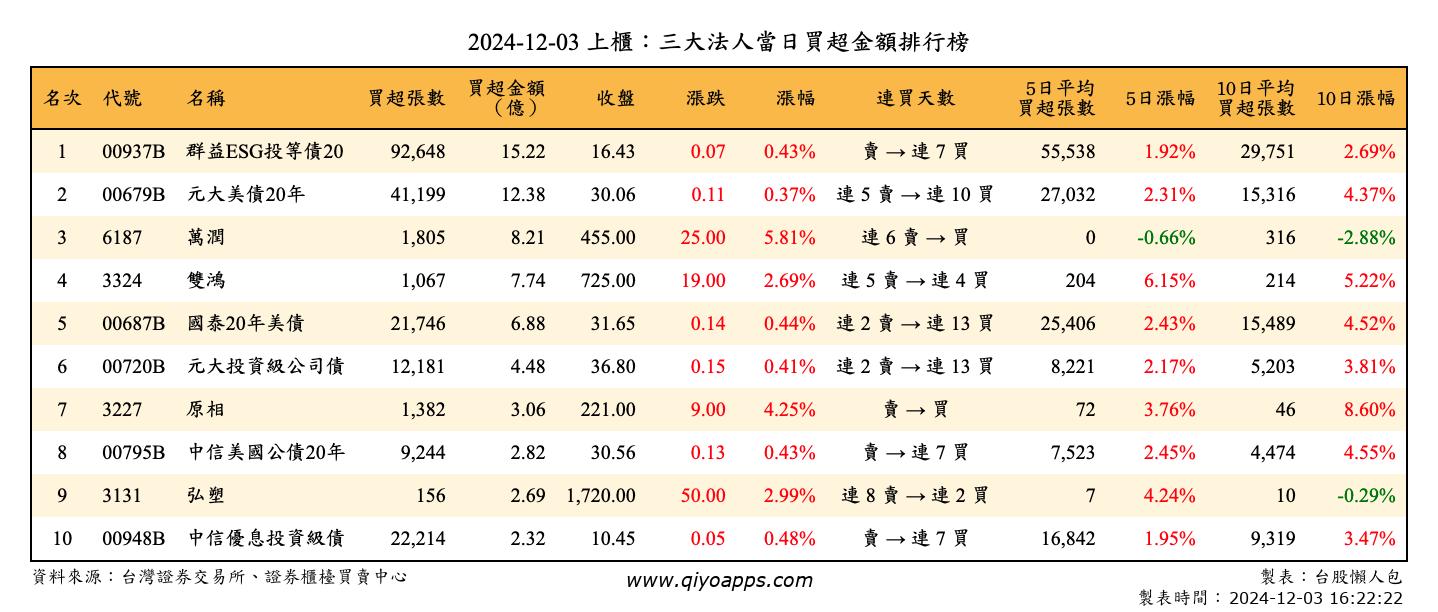 2024-12-03 上櫃：三大法人當日買超金額排行榜
名次 代號 名稱 買超張數 買超金額（億） 收盤 漲跌 漲幅 連買天數 5日平均買超張數 5日漲幅 10日平均買超張數 10日漲幅
1 00937B 群益ESG投等債20 92,648 15.22 16.43 0.07 0.43% 賣 → 連 7 買 55,538 1.92% 29,751 2.69%
2 00679B 元大美債20年 41,199 12.38 30.06 0.11 0.37% 連 5 賣 → 連 10 買 27,032 2.31% 15,316 4.37%
3 6187 萬潤 1,805 8.21 455.00 25.00 5.81% 連 6 賣 → 買 0 -0.66% 316 -2.88%
4 3324 雙鴻 1,067 7.74 725.00 19.00 2.69% 連 5 賣 → 連 4 買 204 6.15% 214 5.22%
5 00687B 國泰20年美債 21,746 6.88 31.65 0.14 0.44% 連 2 賣 → 連 13 買 25,406 2.43% 15,489 4.52%
6 00720B 元大投資級公司債 12,181 4.48 36.80 0.15 0.41% 連 2 賣 → 連 13 買 8,221 2.17% 5,203 3.81%
7 3227 原相 1,382 3.06 221.00 9.00 4.25% 賣 → 買 72 3.76% 46 8.60%
8 00795B 中信美國公債20年 9,244 2.82 30.56 0.13 0.43% 賣 → 連 7 買 7,523 2.45% 4,474 4.55%
9 3131 弘塑 156 2.69 1,720.00 50.00 2.99% 連 8 賣 → 連 2 買 7 4.24% 10 -0.29%
10 00948B 中信優息投資級債 22,214 2.32 10.45 0.05 0.48% 賣 → 連 7 買 16,842 1.95% 9,319 3.47%
資料來源：台灣證券交易所、證券櫃檯買賣中心 www.qiyoapps.com 製表：台股懶人包
製表時間：2024-12-03 16:22:22